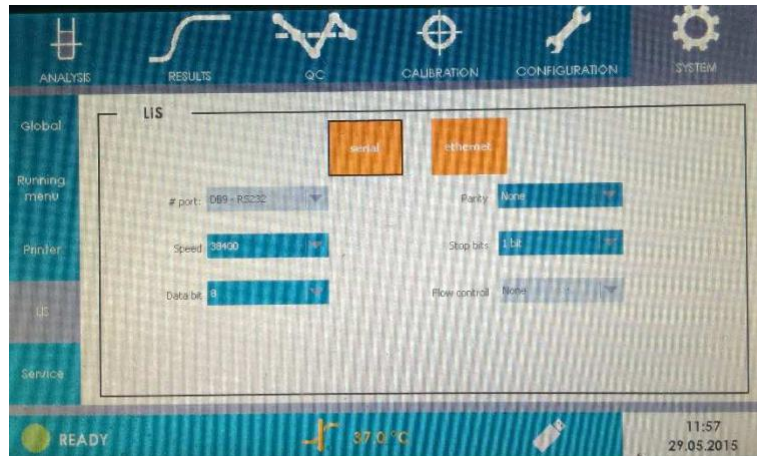 ANALYSIS
RESULTS
QC
CALIBRATION
CONFIGURATION
SYSTEM
Global
Running menu
Printer
LIS
Service
LIS
serial
ethernet
# port: DB9 - RS232
Parity None
Speed 38400
Stop bits 1 bit
Data bit 8
Flow controll None
READY
37.0 °C
11:57
29.05.2015